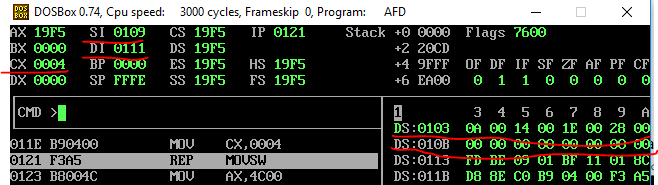 DOSBox 0.74, Cpu speed: 3000 cycles, Frameskip 0, Program: AFD
AX 19F5 SI 0109 CS 19F5 IP 0121 Stack +0 0000 Flags 7600
BX 0000 DI 0111 DS 19F5 +2 20CD
CX 0004 BP 0000 ES 19F5 HS 19F5 +4 9FFF OF DF IF SF ZF AF PF CF
DX 0000 SP FFFE SS 19F5 FS 19F5 +6 EA00 0 1 1 0 0 0 0 0
CMD > 1 3 4 5 6 7 8 9 A
DS:0103 0A 00 14 00 1E 00 28 00
DS:010B 00 00 00 00 00 00 00 00
011E B90400 MOV CX,0004 DS:0113 FD BE 09 01 BF 11 01 8C
0121 F3A5 REP MOVSW DS:011B D8 8E C0 B9 04 00 F3 A5
0123 B8004C MOV AX,4C00